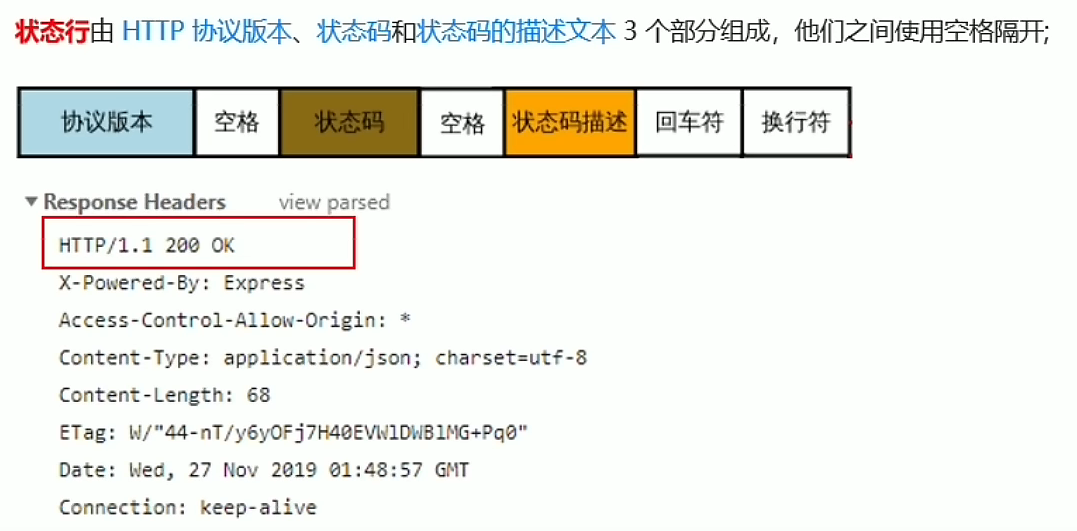 状态行由 HTTP 协议版本、状态码和状态码的描述文本 3 个部分组成，他们之间使用空格隔开;
协议版本 空格 状态码 空格 状态码描述 回车符 换行符
▼ Response Headers view parsed
HTTP/1.1 200 OK
X-Powered-By: Express
Access-Control-Allow-Origin: *
Content-Type: application/json; charset=utf-8
Content-Length: 68
ETag: W/"44-nT/y6yOFj7H40EVWlDWBlMG+Pq0"
Date: Wed, 27 Nov 2019 01:48:57 GMT
Connection: keep-alive